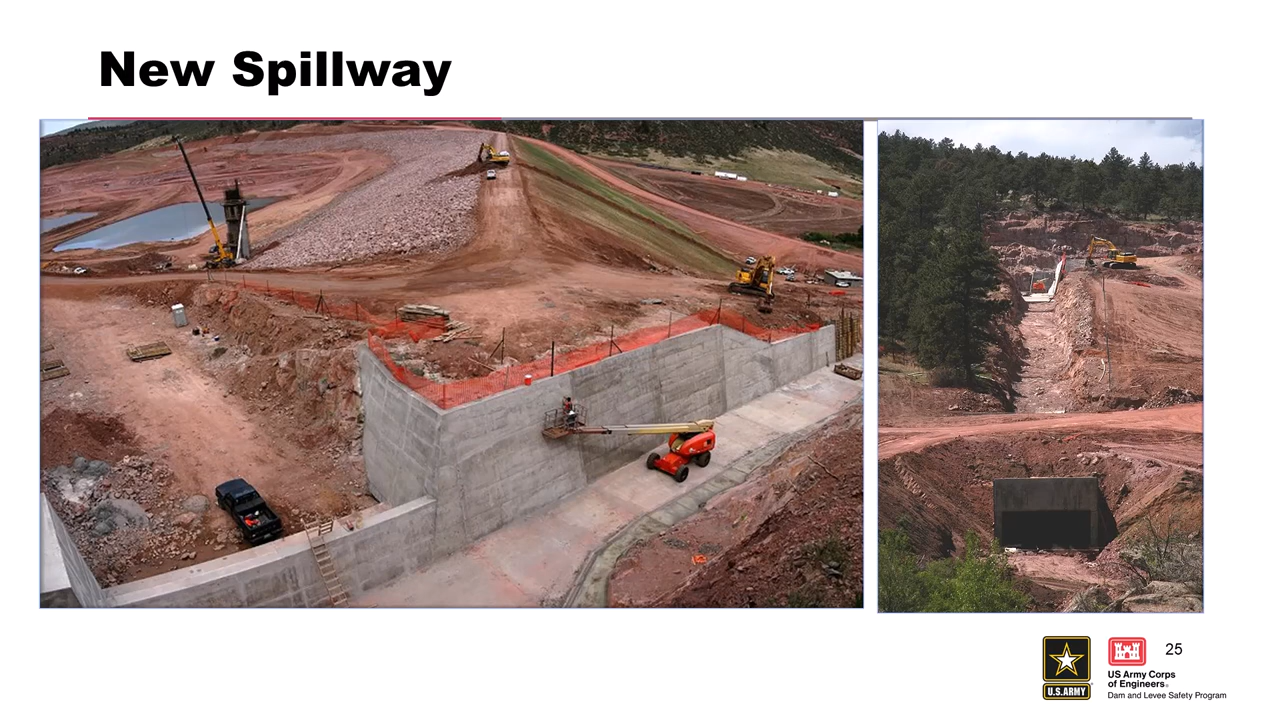 New Spillway
25
U.S.ARMY
US Army Corps
of Engineers®
Dam and Levee Safety Program